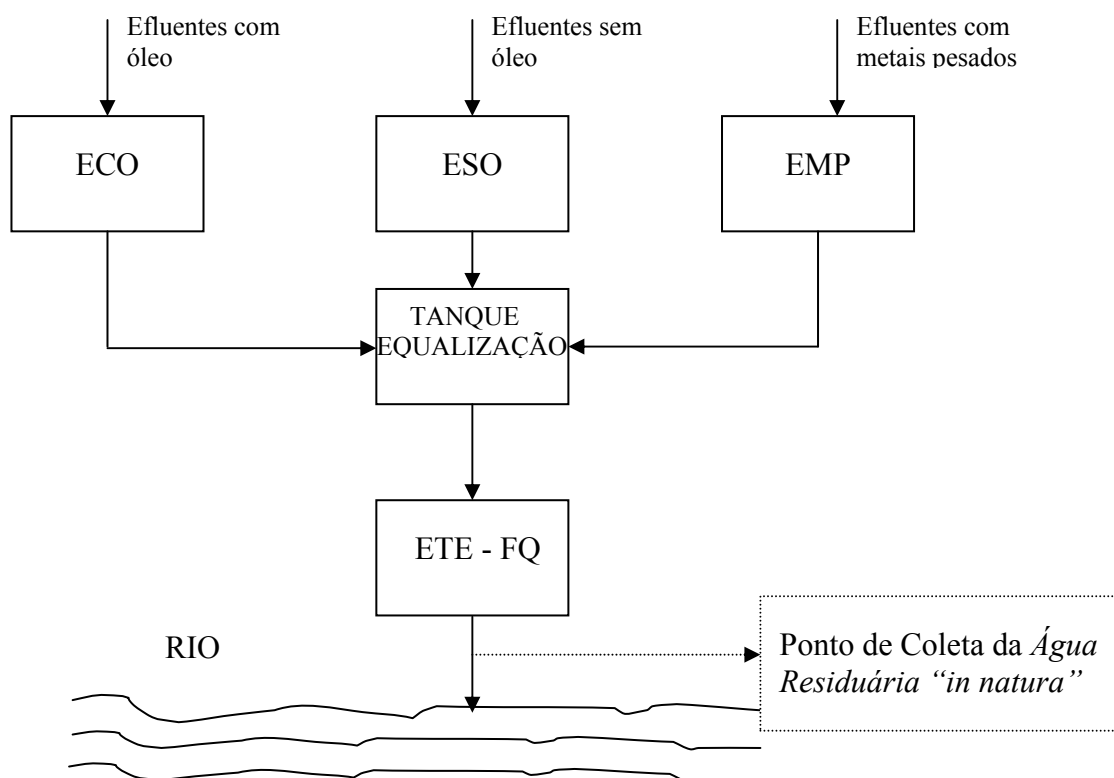 Efluentes com
óleo
Efluentes sem
óleo
Efluentes com
metais pesados
ECO
ESO
EMP
TANQUE
EQUALIZAÇÃO
ETE - FQ
RIO
Ponto de Coleta da Água
Residuária “in natura”